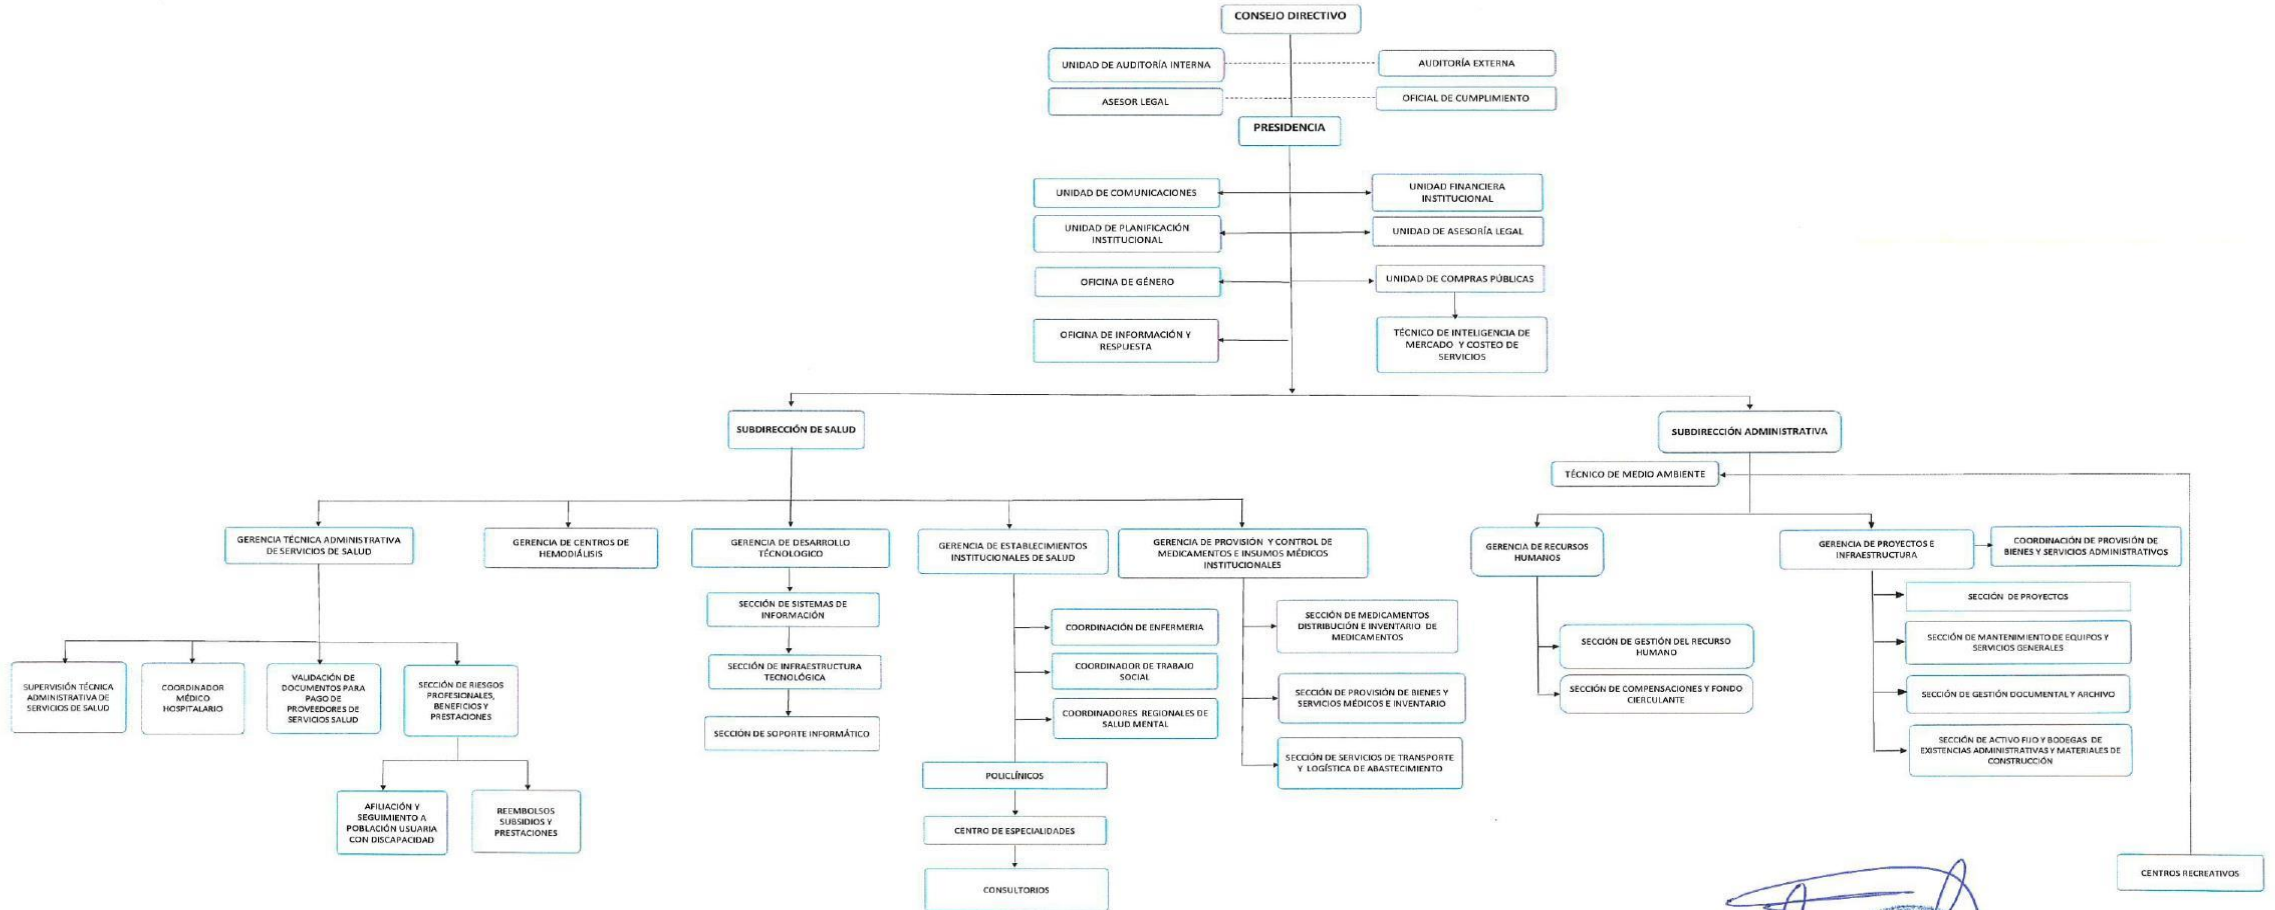 CONSEJO DIRECTIVO
UNIDAD DE AUDITORÍA INTERNA
AUDITORÍA EXTERNA
ASESOR LEGAL
OFICIAL DE CUMPLIMIENTO
PRESIDENCIA
UNIDAD DE COMUNICACIONES
UNIDAD FINANCIERA
INSTITUCIONAL
UNIDAD DE PLANIFICACIÓN
INSTITUCIONAL
UNIDAD DE ASESORÍA LEGAL
OFICINA DE GÉNERO
UNIDAD DE COMPRAS PÚBLICAS
OFICINA DE INFORMACIÓN Y
RESPUESTA
TÉCNICO DE INTELIGENCIA DE
MERCADO Y COSTEO DE
SERVICIOS
SUBDIRECCIÓN DE SALUD
SUBDIRECCIÓN ADMINISTRATIVA
TÉCNICO DE MEDIO AMBIENTE
GERENCIA TÉCNICA ADMINISTRATIVA
DE SERVICIOS DE SALUD
GERENCIA DE CENTROS DE
HEMODIÁLISIS
GERENCIA DE DESARROLLO
TÉCNOLOGICO
GERENCIA DE ESTABLECIMIENTOS
INSTITUCIONALES DE SALUD
GERENCIA DE PROVISIÓN Y CONTROL DE
MEDICAMENTOS E INSUMOS MÉDICOS
INSTITUCIONALES
GERENCIA DE RECURSOS
HUMANOS
GERENCIA DE PROYECTOS E
INFRAESTRUCTURA
COORDINACIÓN DE PROVISIÓN DE
BIENES Y SERVICIOS ADMINISTRATIVOS
SUPERVISIÓN TÉCNICA
ADMINISTRATIVA DE
SERVICIOS DE SALUD
COORDINADOR
MÉDICO
HOSPITALARIO
VALIDACIÓN DE
DOCUMENTOS PARA
PAGO DE
PROVEEDORES DE
SERVICIOS SALUD
SECCIÓN DE RIESGOS
PROFESIONALES,
BENEFICIOS Y
PRESTACIONES
AFILIACIÓN Y
SEGUIMIENTO A
POBLACIÓN USUARIA
CON DISCAPACIDAD
REEMBOLSOS
SUBSIDIOS Y
PRESTACIONES
SECCIÓN DE SISTEMAS DE
INFORMACIÓN
SECCIÓN DE INFRAESTRUCTURA
TECNOLÓGICA
SECCIÓN DE SOPORTE INFORMÁTICO
COORDINACIÓN DE ENFERMERIA
COORDINADOR DE TRABAJO
SOCIAL
COORDINADORES REGIONALES DE
SALUD MENTAL
POLICLÍNICOS
CENTRO DE ESPECIALIDADES
CONSULTORIOS
SECCIÓN DE MEDICAMENTOS
DISTRIBUCIÓN E INVENTARIO DE
MEDICAMENTOS
SECCIÓN DE PROVISIÓN DE BIENES Y
SERVICIOS MÉDICOS E INVENTARIO
SECCIÓN DE SERVICIOS DE TRANSPORTE
Y LOGÍSTICA DE ABASTECIMIENTO
SECCIÓN DE GESTIÓN DEL RECURSO
HUMANO
SECCIÓN DE COMPENSACIONES Y FONDO
CIERCULANTE
SECCIÓN DE PROYECTOS
SECCIÓN DE MANTENIMIENTO DE EQUIPOS Y
SERVICIOS GENERALES
SECCIÓN DE GESTIÓN DOCUMENTAL Y ARCHIVO
SECCIÓN DE ACTIVO FIJO Y BODEGAS DE
EXISTENCIAS ADMINISTRATIVAS Y MATERIALES DE
CONSTRUCCIÓN
CENTROS RECREATIVOS